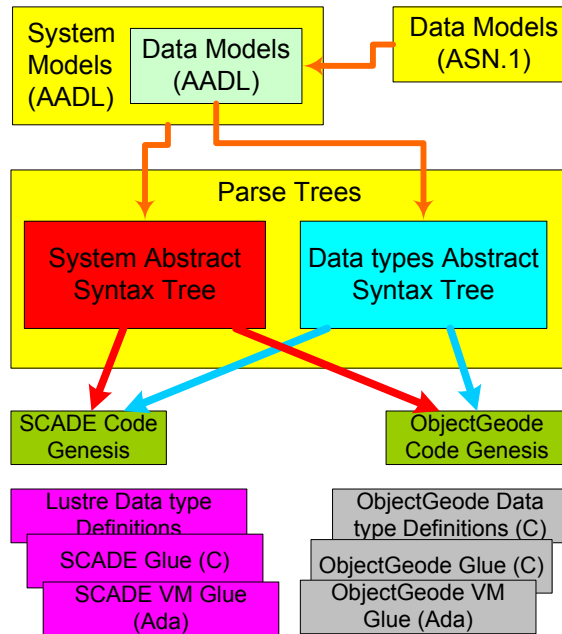 System
Models
(AADL)
Data Models
(AADL)
Data Models
(ASN.1)
Parse Trees
System Abstract
Syntax Tree
Data types Abstract
Syntax Tree
SCADE Code
Genesis
ObjectGeode
Code Genesis
Lustre Data type
Definitions
SCADE Glue (C)
SCADE VM Glue
(Ada)
ObjectGeode Data
type Definitions (C)
ObjectGeode Glue (C)
ObjectGeode VM
Glue (Ada)